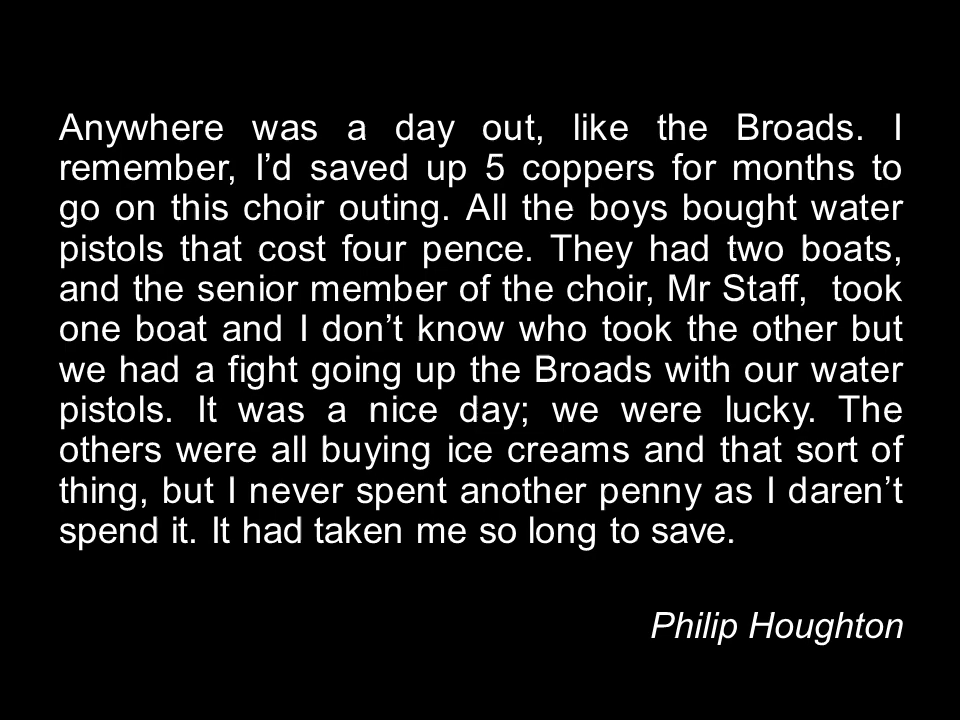 Anywhere was a day out, like the Broads. I
remember, I’d saved up 5 coppers for months to
go on this choir outing. All the boys bought water
pistols that cost four pence. They had two boats,
and the senior member of the choir, Mr Staff, took
one boat and I don’t know who took the other but
we had a fight going up the Broads with our water
pistols. It was a nice day; we were lucky. The
others were all buying ice creams and that sort of
thing, but I never spent another penny as I daren’t
spend it. It had taken me so long to save.
Philip Houghton